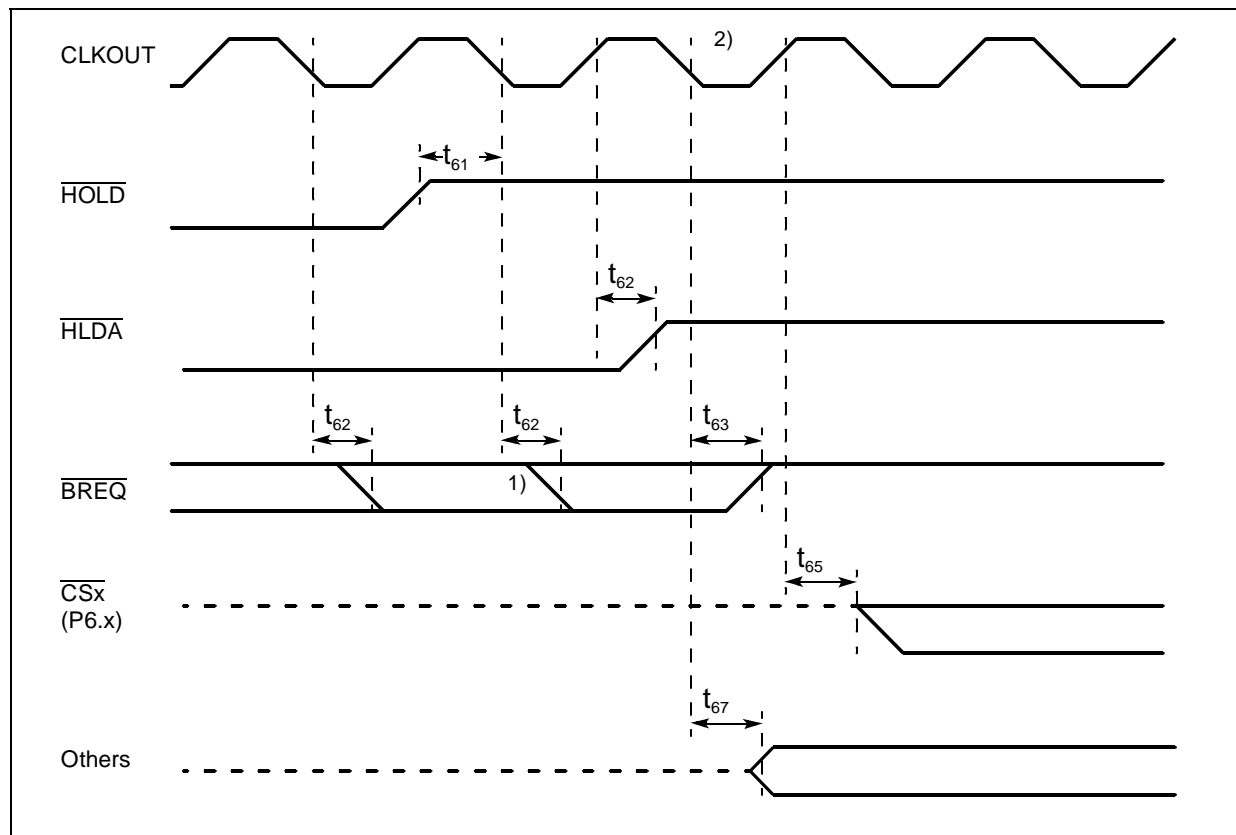 CLKOUT
2)
t61
HOLD
t62
HLDA
t62
t62
t63
BREQ
1)
t65
CSx
(P6.x)
t67
Others